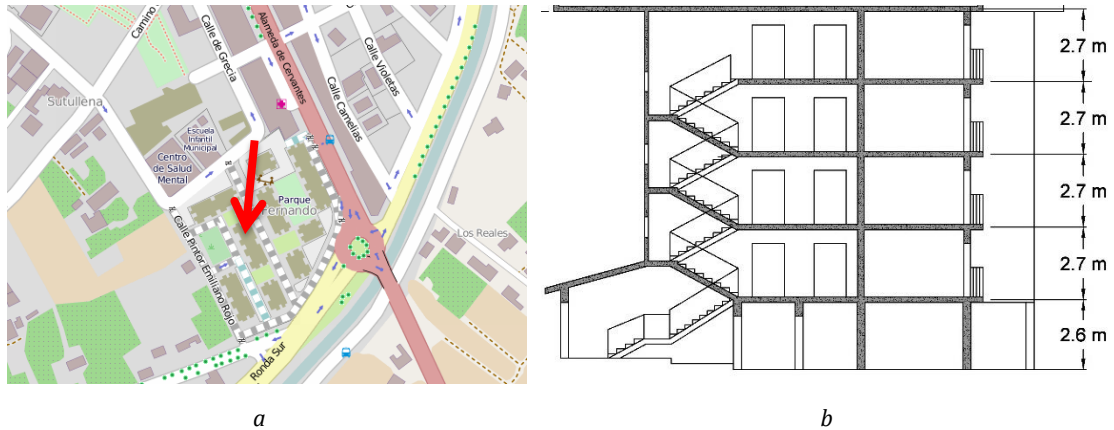 Camino
Sutullena
Calle de Grecia
Alameda de Cervantes
Calle Violetas
Calle Camelias
Escuela
Infantil
Municipal
Centro
de Salud
Mental
Parque
Fernando
Los Reales
Calle Pintor Emiliano Rojo
Ronda Sur
2.7 m
2.7 m
2.7 m
2.7 m
2.6 m
a
b